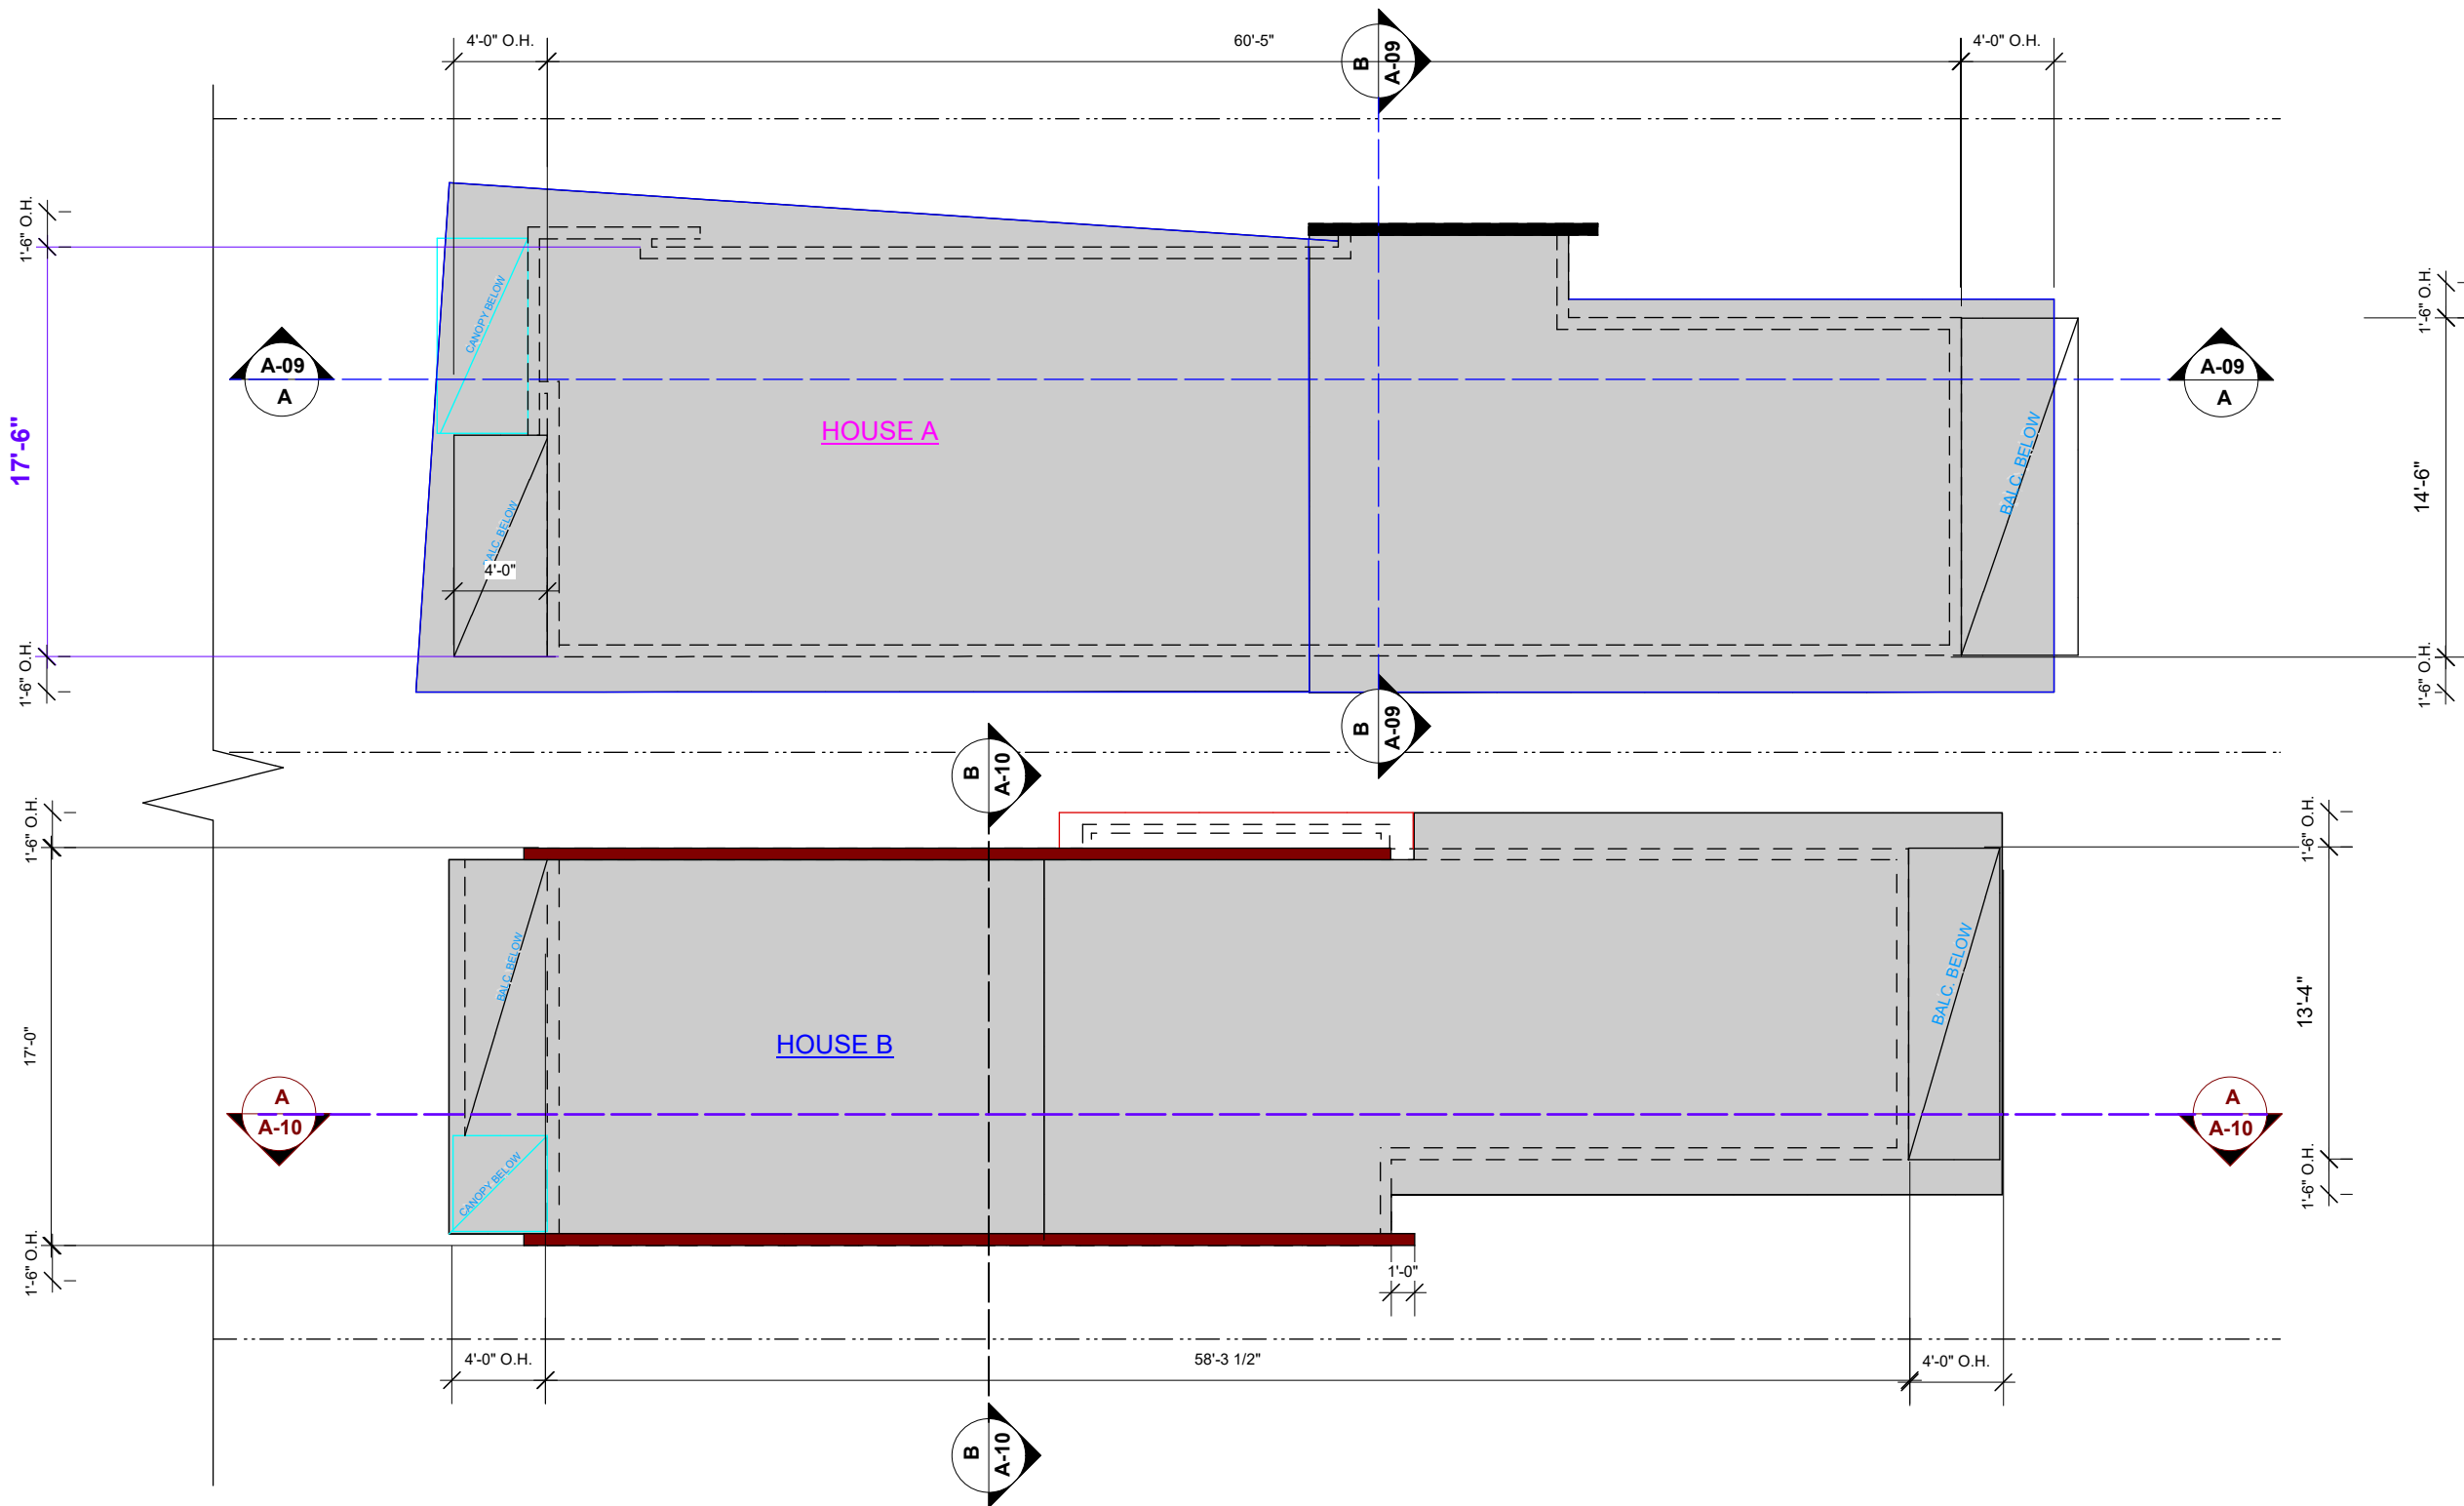 4'-0" O.H.
60'-5"
4'-0" O.H.
B
A-09
1'-6" O.H.
17'-6"
1'-6" O.H.
1'-6" O.H.
14'-6"
1'-6" O.H.
CANOPY BELOW
A-09
A
A-09
A
HOUSE A
BALC. BELOW
ALC. BELOW
4'-0"
B
A-09
B
A-10
1'-6" O.H.
17'-0"
1'-6" O.H.
1'-6" O.H.
13'-4"
1'-6" O.H.
BALC. BELOW
BALC. BELOW
HOUSE B
A
A-10
A
A-10
CANOPY BELOW
1'-0"
4'-0" O.H.
58'-3 1/2"
4'-0" O.H.
B
A-10